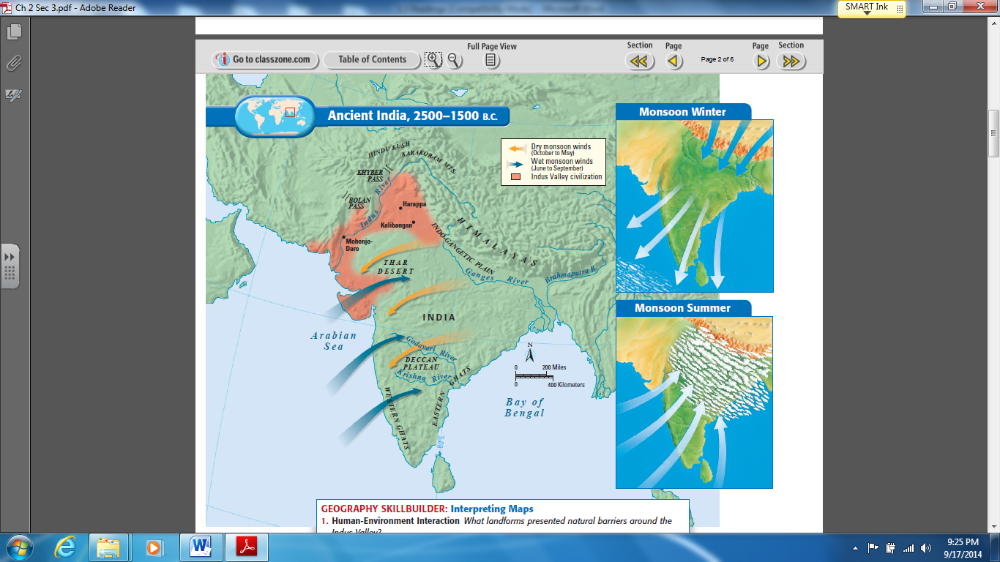 Ch 2 Sec 3.pdf - Adobe Reader
SMART Ink
Go to classzone.com
Table of Contents
Full Page View
Section
Page
Page 2 of 6
Page
Section
Ancient India, 2500–1500 B.C.
Dry monsoon winds
(October to May)
Wet monsoon winds
(June to September)
Indus Valley civilization
HINDU KUSH
KARAKORAM MTS.
KHYBER
PASS
BOLAN
PASS
Indus River
Harappa
Kalibangan
Mohenjo-
Daro
HIMALAYAS
INDO-GANGETIC PLAIN
THAR
DESERT
Ganges River
Brahmaputra R.
INDIA
Arabian
Sea
Godavari River
DECCAN
PLATEAU
Krishna River
WESTERN GHATS
EASTERN GHATS
N
0 200 Miles
0 400 Kilometers
Bay of
Bengal
80°E
Monsoon Winter
Monsoon Summer
GEOGRAPHY SKILLBUILDER: Interpreting Maps
1. Human-Environment Interaction What landforms presented natural barriers around the
Indus Valley?
9:25 PM
9/17/2014